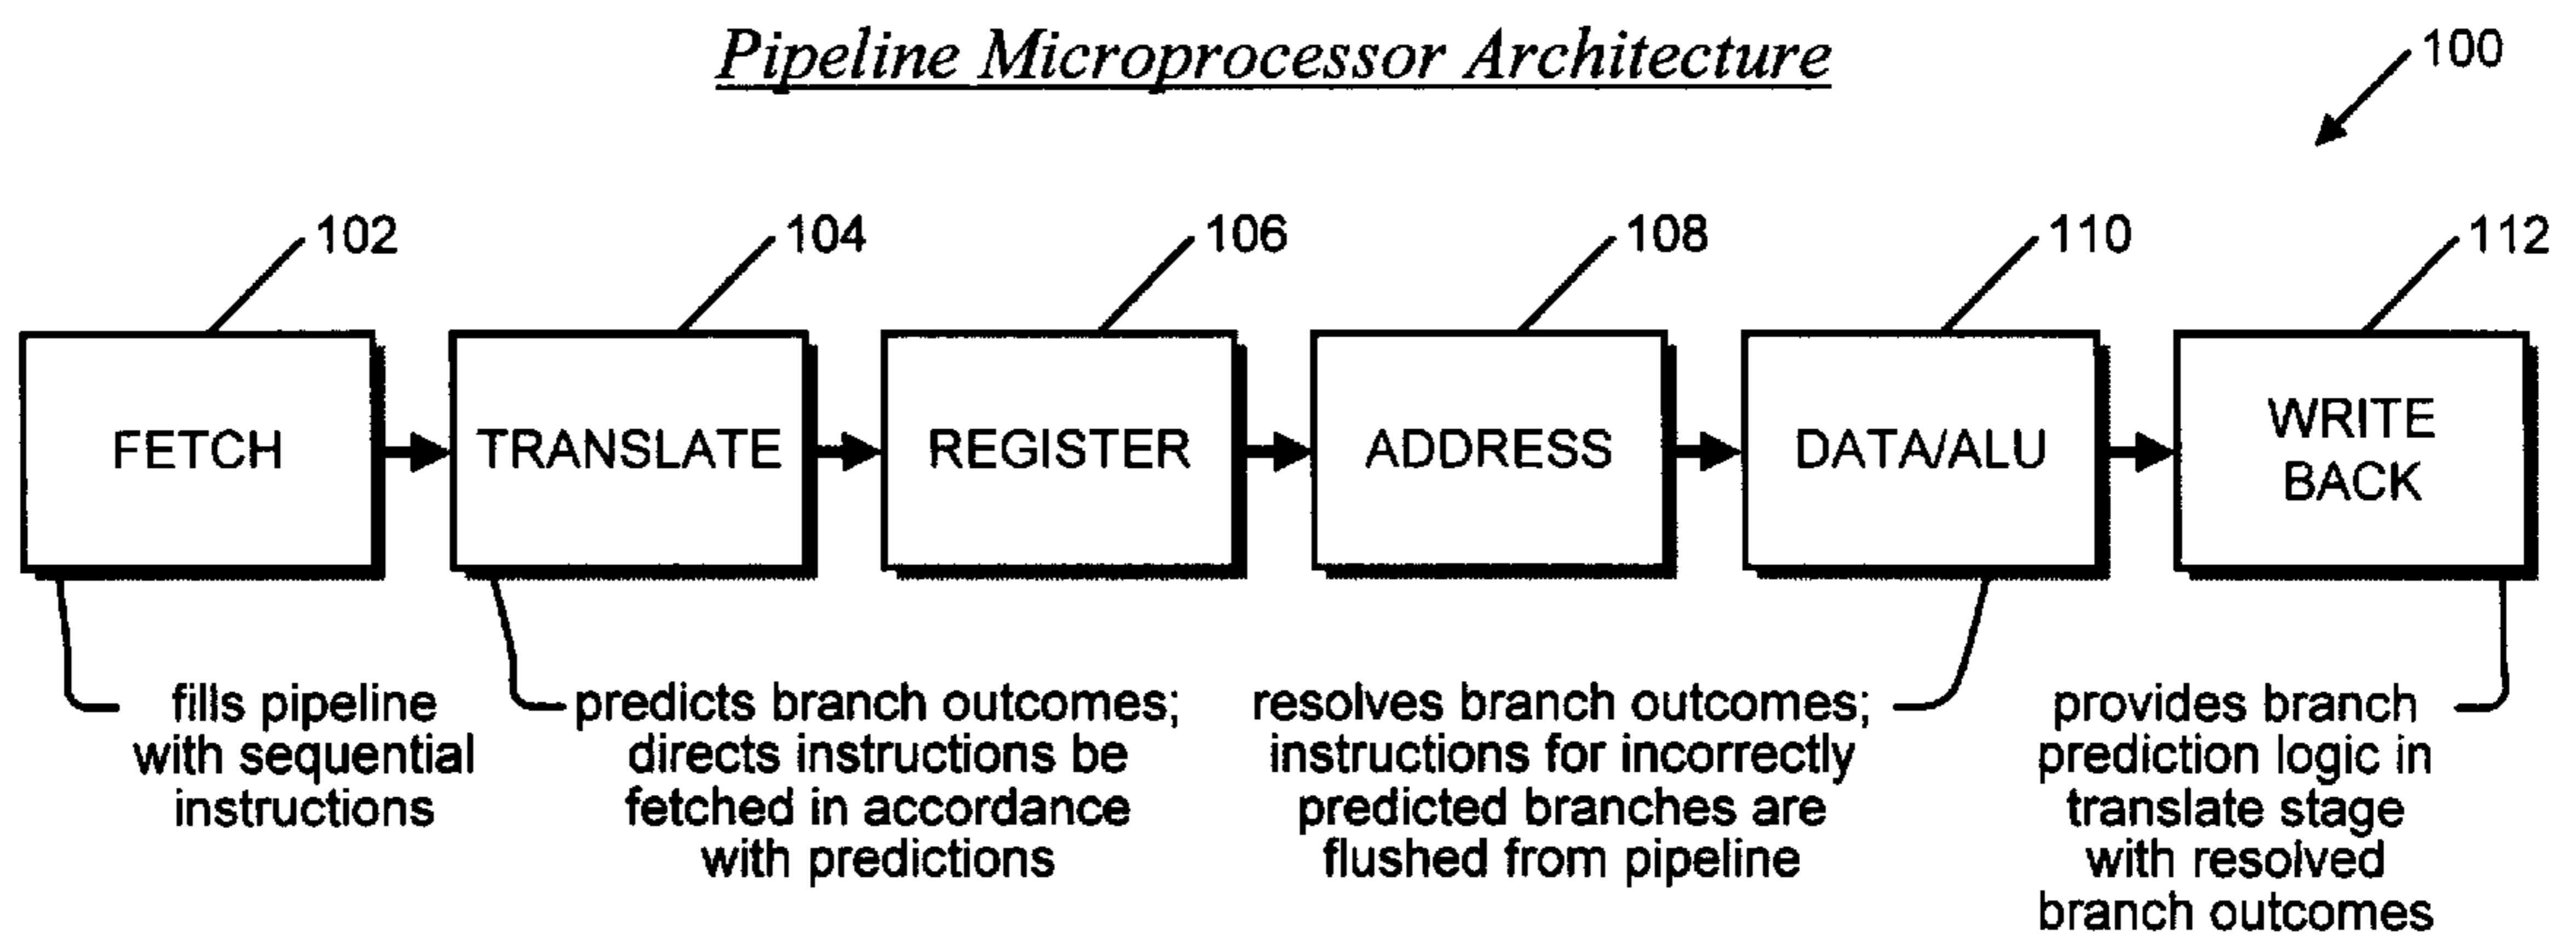 Pipeline Microprocessor Architecture
100
102
104
106
108
110
112
FETCH
TRANSLATE
REGISTER
ADDRESS
DATA/ALU
WRITE
BACK
fills pipeline
with sequential
instructions
predicts branch outcomes;
directs instructions be
fetched in accordance
with predictions
resolves branch outcomes;
instructions for incorrectly
predicted branches are
flushed from pipeline
provides branch
prediction logic in
translate stage
with resolved
branch outcomes